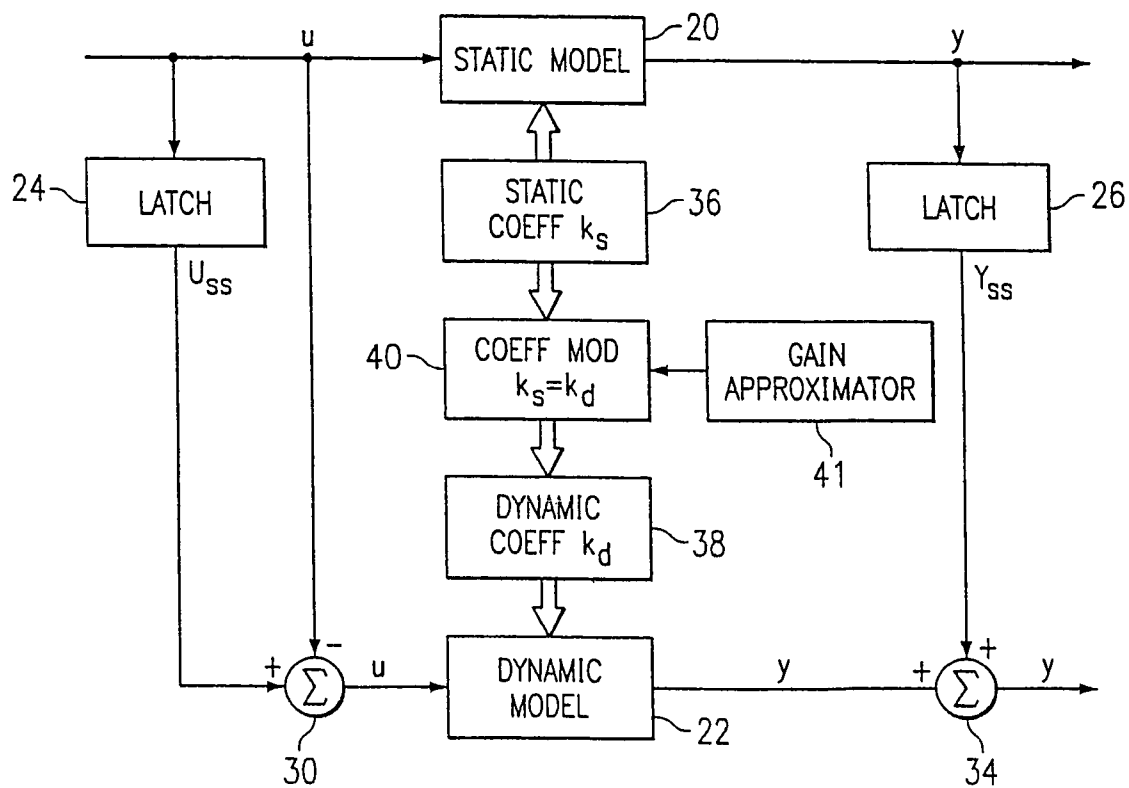 20
u
STATIC MODEL
y
24
LATCH
STATIC
COEFF k_s
36
LATCH
26
U_ss
Y_ss
40
COEFF MOD
k_s=k_d
GAIN
APPROXIMATOR
41
DYNAMIC
COEFF k_d
38
−
+
Σ
u
DYNAMIC
MODEL
y
+
+
Σ
y
30
22
34